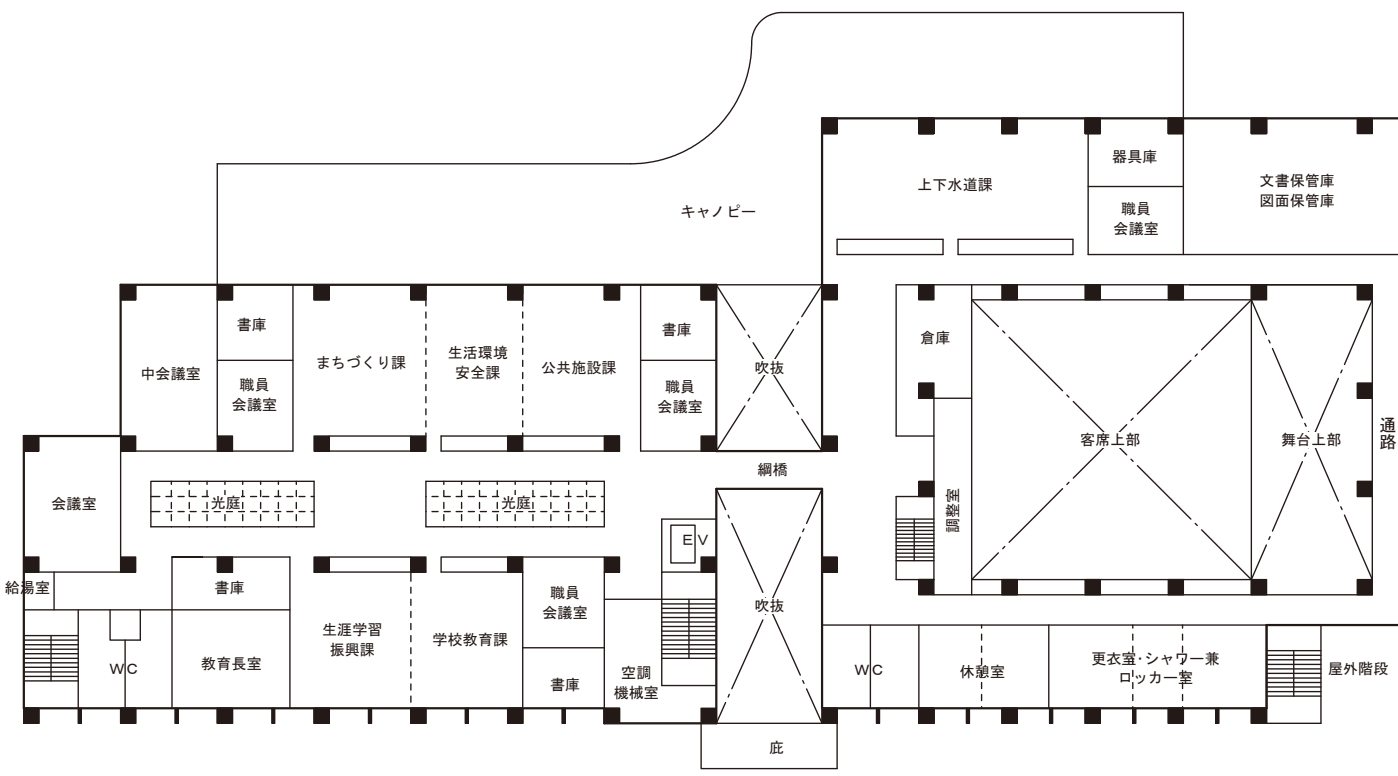 キャノピー
上下水道課
器具庫
職員
会議室
文書保管庫
図面保管庫
中会議室
書庫
職員
会議室
まちづくり課
生活環境
安全課
公共施設課
書庫
職員
会議室
吹抜
倉庫
客席上部
舞台上部
通路
会議室
光庭
光庭
綱橋
調整室
EV
給湯室
書庫
WC
教育長室
生涯学習
振興課
学校教育課
職員
会議室
書庫
空調
機械室
吹抜
WC
休憩室
更衣室・シャワー兼
ロッカー室
屋外階段
庇